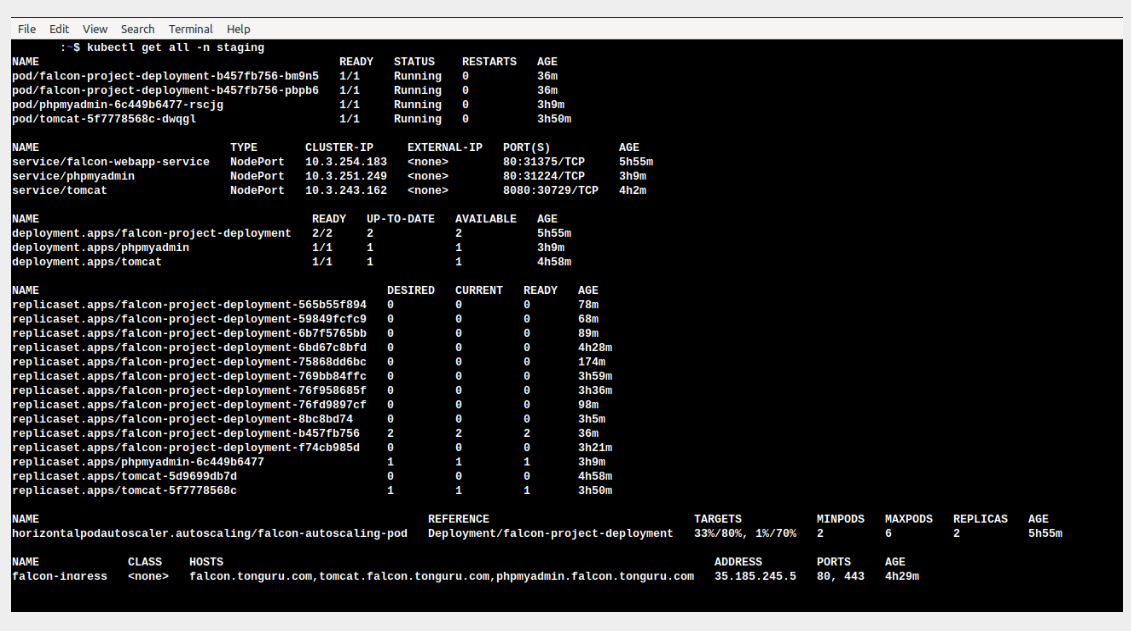 File Edit View Search Terminal Help
:~$ kubectl get all -n staging
NAME READY STATUS RESTARTS AGE
pod/falcon-project-deployment-b457fb756-bm9n5 1/1 Running 0 36m
pod/falcon-project-deployment-b457fb756-pbpb6 1/1 Running 0 36m
pod/phpmyadmin-6c449b6477-rscjg 1/1 Running 0 3h9m
pod/tomcat-5f7778568c-dwqgl 1/1 Running 0 3h50m
NAME TYPE CLUSTER-IP EXTERNAL-IP PORT(S) AGE
service/falcon-webapp-service NodePort 10.3.254.183 <none> 80:31375/TCP 5h55m
service/phpmyadmin NodePort 10.3.251.249 <none> 80:31224/TCP 3h9m
service/tomcat NodePort 10.3.243.162 <none> 8080:30729/TCP 4h2m
NAME READY UP-TO-DATE AVAILABLE AGE
deployment.apps/falcon-project-deployment 2/2 2 2 5h55m
deployment.apps/phpmyadmin 1/1 1 1 3h9m
deployment.apps/tomcat 1/1 1 1 4h58m
NAME DESIRED CURRENT READY AGE
replicaset.apps/falcon-project-deployment-565b55f894 0 0 0 78m
replicaset.apps/falcon-project-deployment-59849fcfc9 0 0 0 68m
replicaset.apps/falcon-project-deployment-6b7f5765bb 0 0 0 89m
replicaset.apps/falcon-project-deployment-6bd67c8bfd 0 0 0 4h28m
replicaset.apps/falcon-project-deployment-75868dd6bc 0 0 0 174m
replicaset.apps/falcon-project-deployment-769bb84ffc 0 0 0 3h59m
replicaset.apps/falcon-project-deployment-76f958685f 0 0 0 3h36m
replicaset.apps/falcon-project-deployment-76fd9897cf 0 0 0 98m
replicaset.apps/falcon-project-deployment-8bc8bd74 0 0 0 3h5m
replicaset.apps/falcon-project-deployment-b457fb756 2 2 2 36m
replicaset.apps/falcon-project-deployment-f74cb985d 0 0 0 3h21m
replicaset.apps/phpmyadmin-6c449b6477 1 1 1 3h9m
replicaset.apps/tomcat-5d9699db7d 0 0 0 4h58m
replicaset.apps/tomcat-5f7778568c 1 1 1 3h50m
NAME REFERENCE TARGETS MINPODS MAXPODS REPLICAS AGE
horizontalpodautoscaler.autoscaling/falcon-autoscaling-pod Deployment/falcon-project-deployment 33%/80%, 1%/70% 2 6 2 5h55m
NAME CLASS HOSTS ADDRESS PORTS AGE
falcon-ingress <none> falcon.tonguru.com,tomcat.falcon.tonguru.com,phpmyadmin.falcon.tonguru.com 35.185.245.5 80, 443 4h29m